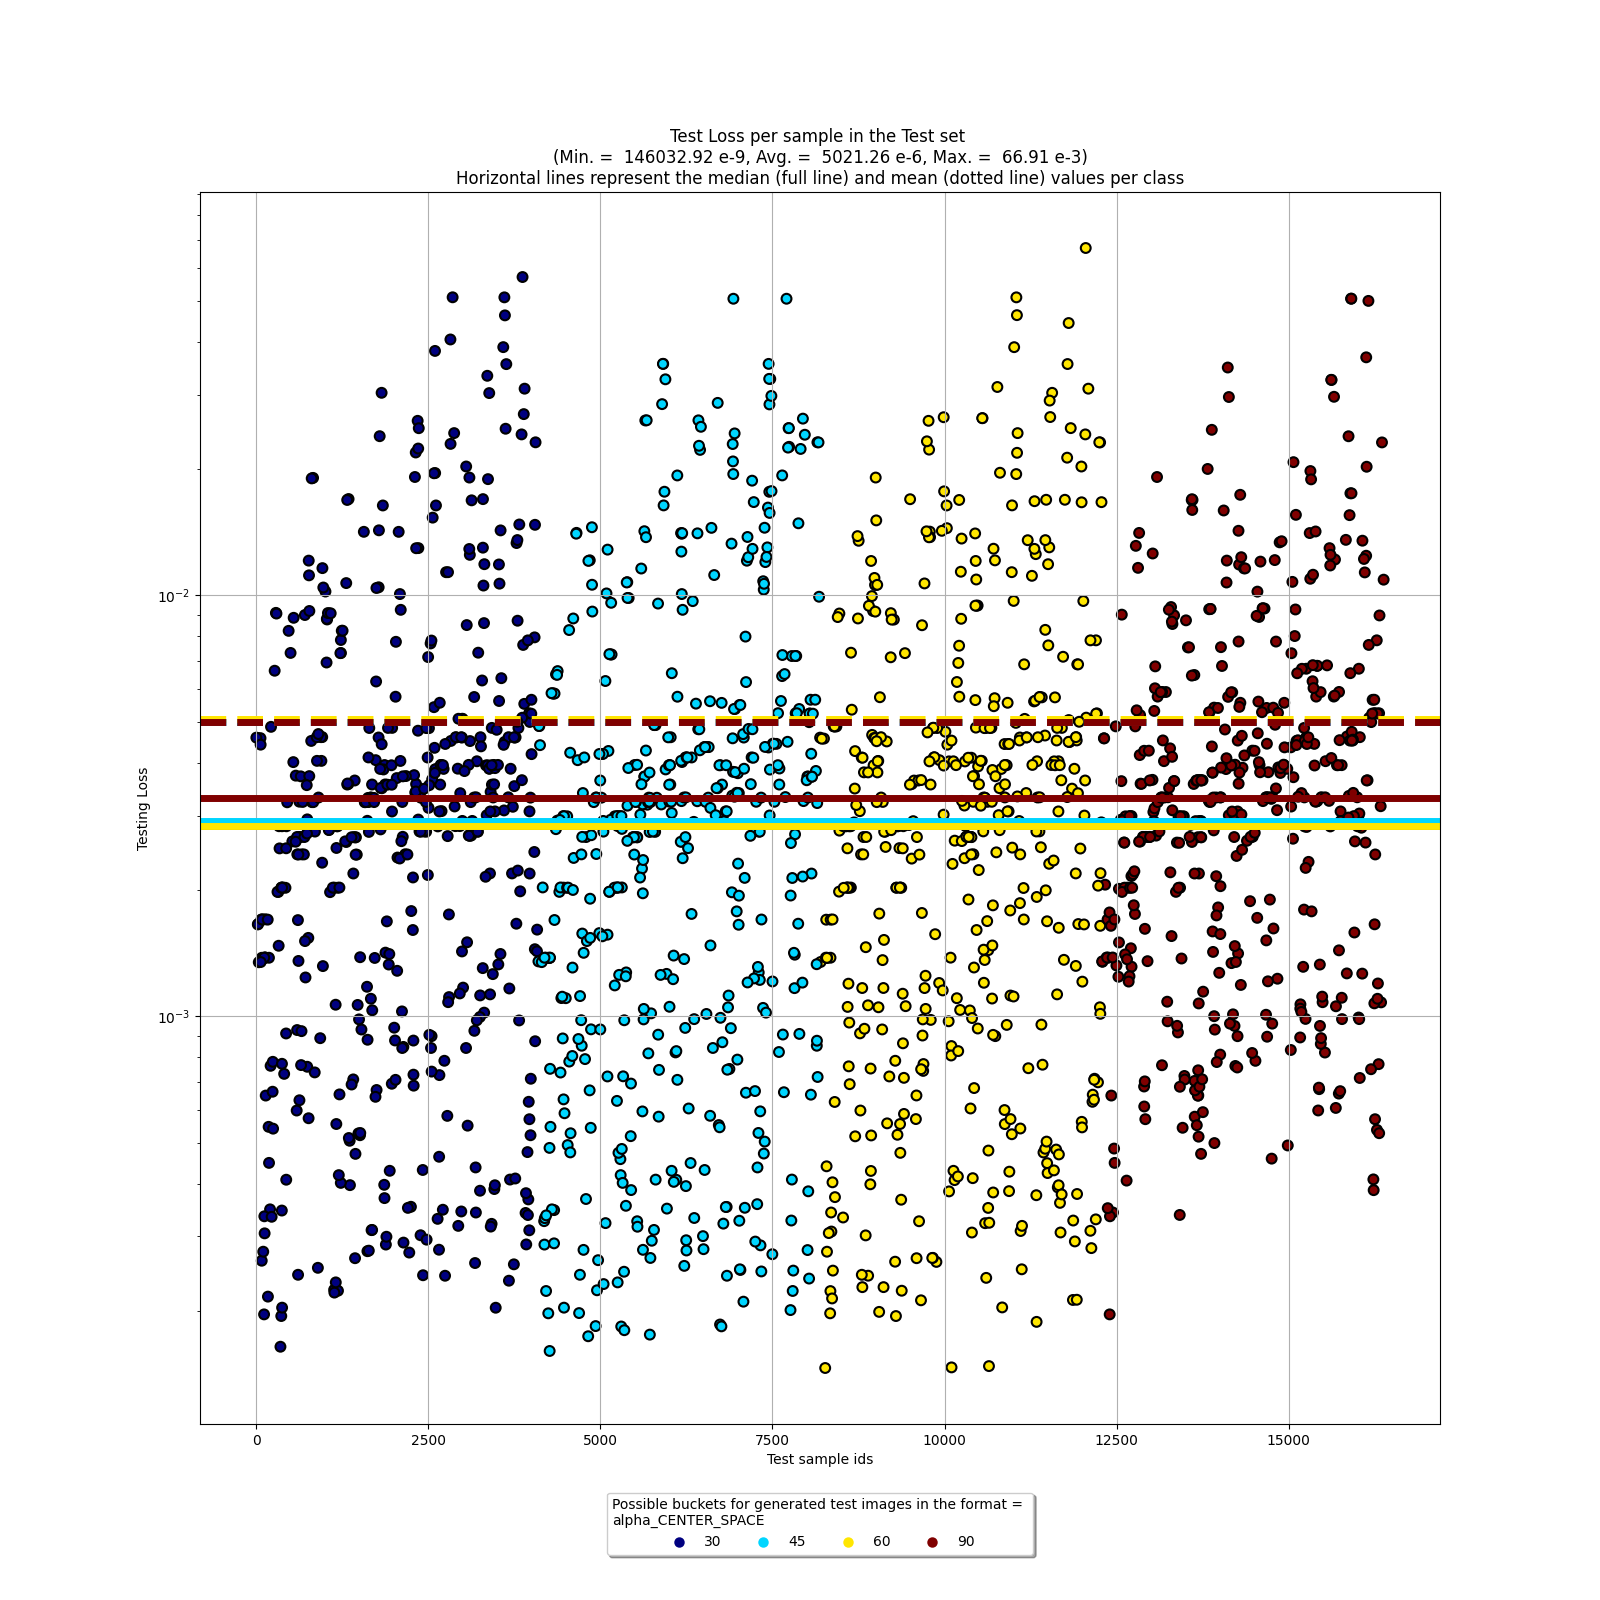 Test Loss per sample in the Test set
(Min. = 146032.92 e-9, Avg. = 5021.26 e-6, Max. = 66.91 e-3)
Horizontal lines represent the median (full line) and mean (dotted line) values per class
Testing Loss
10⁻²
10⁻³
0 2500 5000 7500 10000 12500 15000
Test sample ids
Possible buckets for generated test images in the format =
alpha_CENTER_SPACE
30 45 60 90